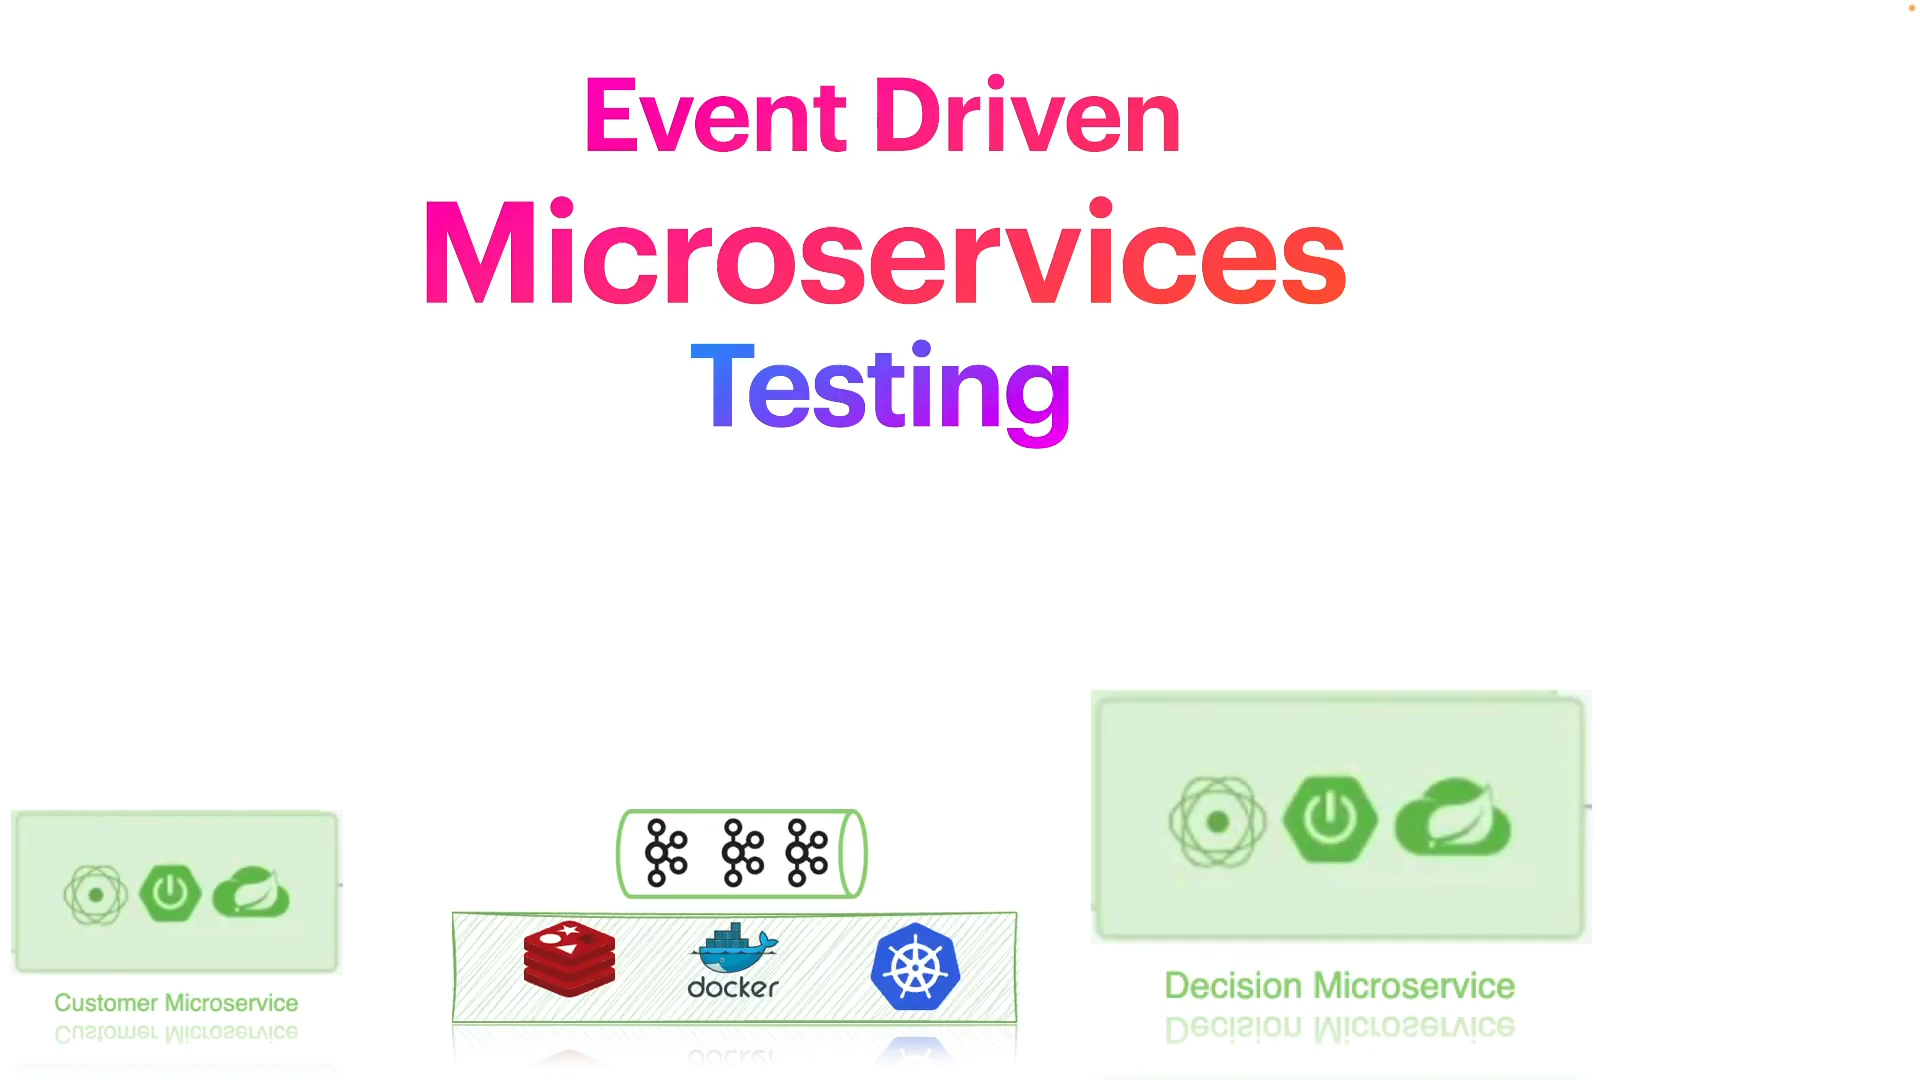 Event Driven
Microservices
Testing
docker
Customer Microservice
Decision Microservice